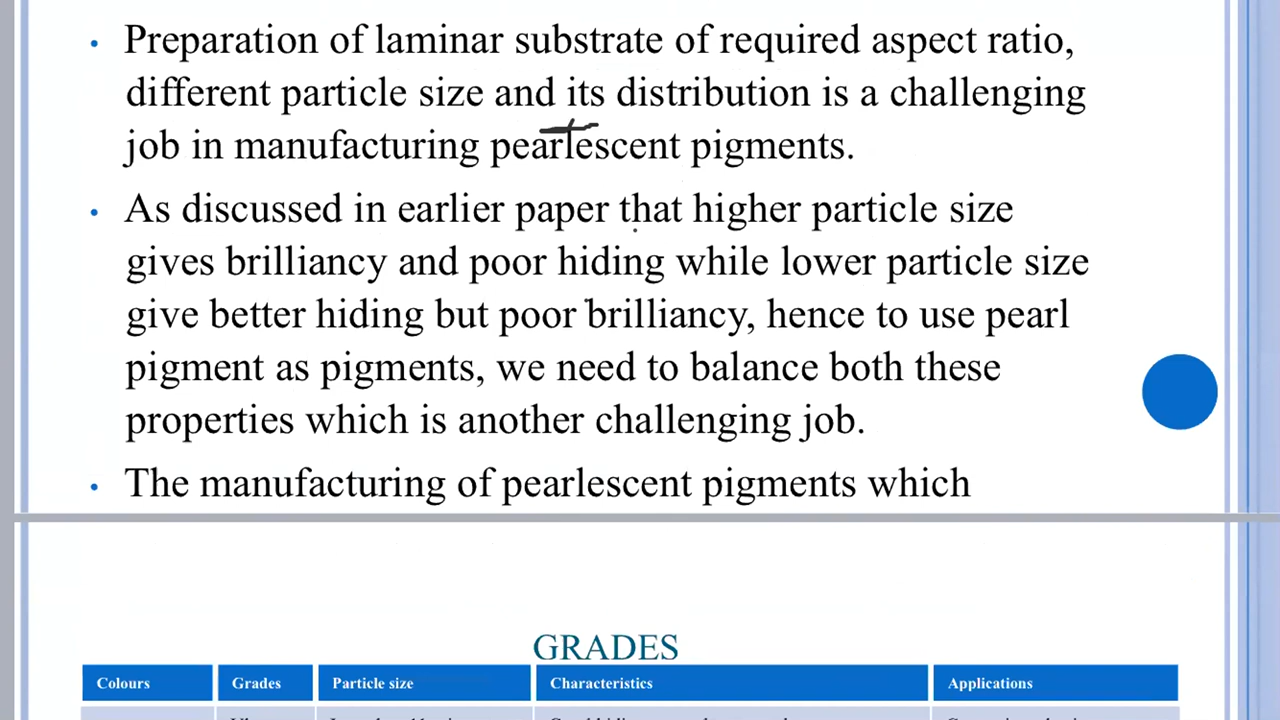 • Preparation of laminar substrate of required aspect ratio,
different particle size and its distribution is a challenging
job in manufacturing pearlescent pigments.
• As discussed in earlier paper that higher particle size
gives brilliancy and poor hiding while lower particle size
give better hiding but poor brilliancy, hence to use pearl
pigment as pigments, we need to balance both these
properties which is another challenging job.
• The manufacturing of pearlescent pigments which
GRADES
Colours Grades Particle size Characteristics Applications